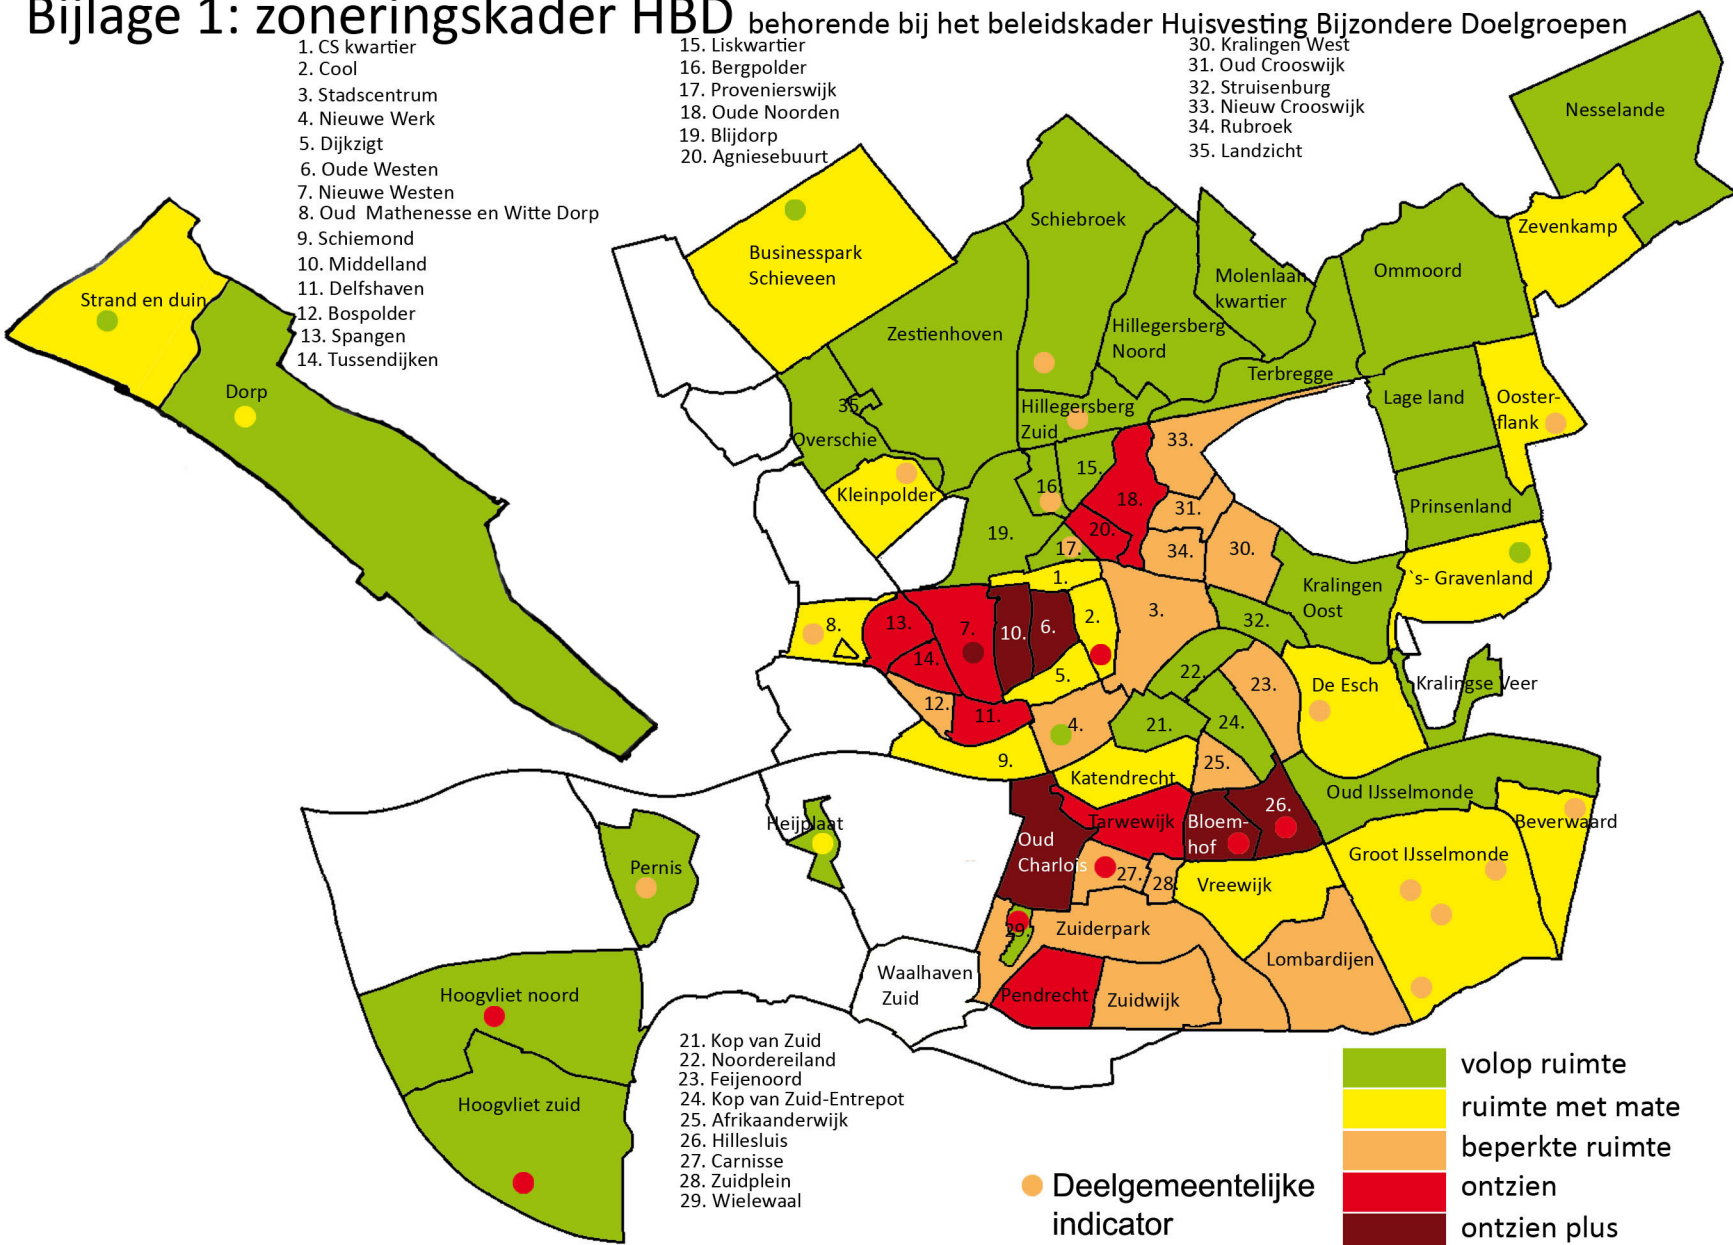 Bijlage 1: zoneringskader HBD behorende bij het beleidskader Huisvesting Bijzondere Doelgroepen
1. CS kwartier
2. Cool
3. Stadscentrum
4. Nieuwe Werk
5. Dijkzigt
6. Oude Westen
7. Nieuwe Westen
8. Oud Mathenesse en Witte Dorp
9. Schiemond
10. Middelland
11. Delfshaven
12. Bospolder
13. Spangen
14. Tussendijken
15. Liskwartier
16. Bergpolder
17. Provenierswijk
18. Oude Noorden
19. Blijdorp
20. Agniesebuurt
30. Kralingen West
31. Oud Crooswijk
32. Struisenburg
33. Nieuw Crooswijk
34. Rubroek
35. Landzicht
Nesselande
Zevenkamp
Schiebroek
Businesspark
Schieveen
Molenlaan
kwartier
Ommoord
Strand en duin
Zestienhoven
Hillegersberg
Noord
Terbregge
Dorp
Lage land
Ooster-
flank
35.
Hillegersberg
Zuid
Overschie
33.
15.
Kleinpolder
16.
18.
31.
Prinsenland
19.
20.
17.
34.
30.
1.
`s- Gravenland
Kralingen
Oost
8.
13.
7.
10.
6.
2.
3.
32.
14.
5.
22.
23.
De Esch
Kralingse Veer
12.
11.
4.
21.
24.
9.
Katendrecht
25.
Oud IJsselmonde
Heijplaat
Oud
Charlois
Tarwewijk
Bloem-
hof
26.
Beverwaard
Groot IJsselmonde
Pernis
27.
28.
Vreewijk
29.
Zuiderpark
Lombardijen
Waalhaven
Zuid
Pendrecht
Zuidwijk
Hoogvliet noord
Hoogvliet zuid
21. Kop van Zuid
22. Noordereiland
23. Feijenoord
24. Kop van Zuid-Entrepot
25. Afrikaanderwijk
26. Hillesluis
27. Carnisse
28. Zuidplein
29. Wielewaal
Deelgemeentelijke
indicator
volop ruimte
ruimte met mate
beperkte ruimte
ontzien
ontzien plus